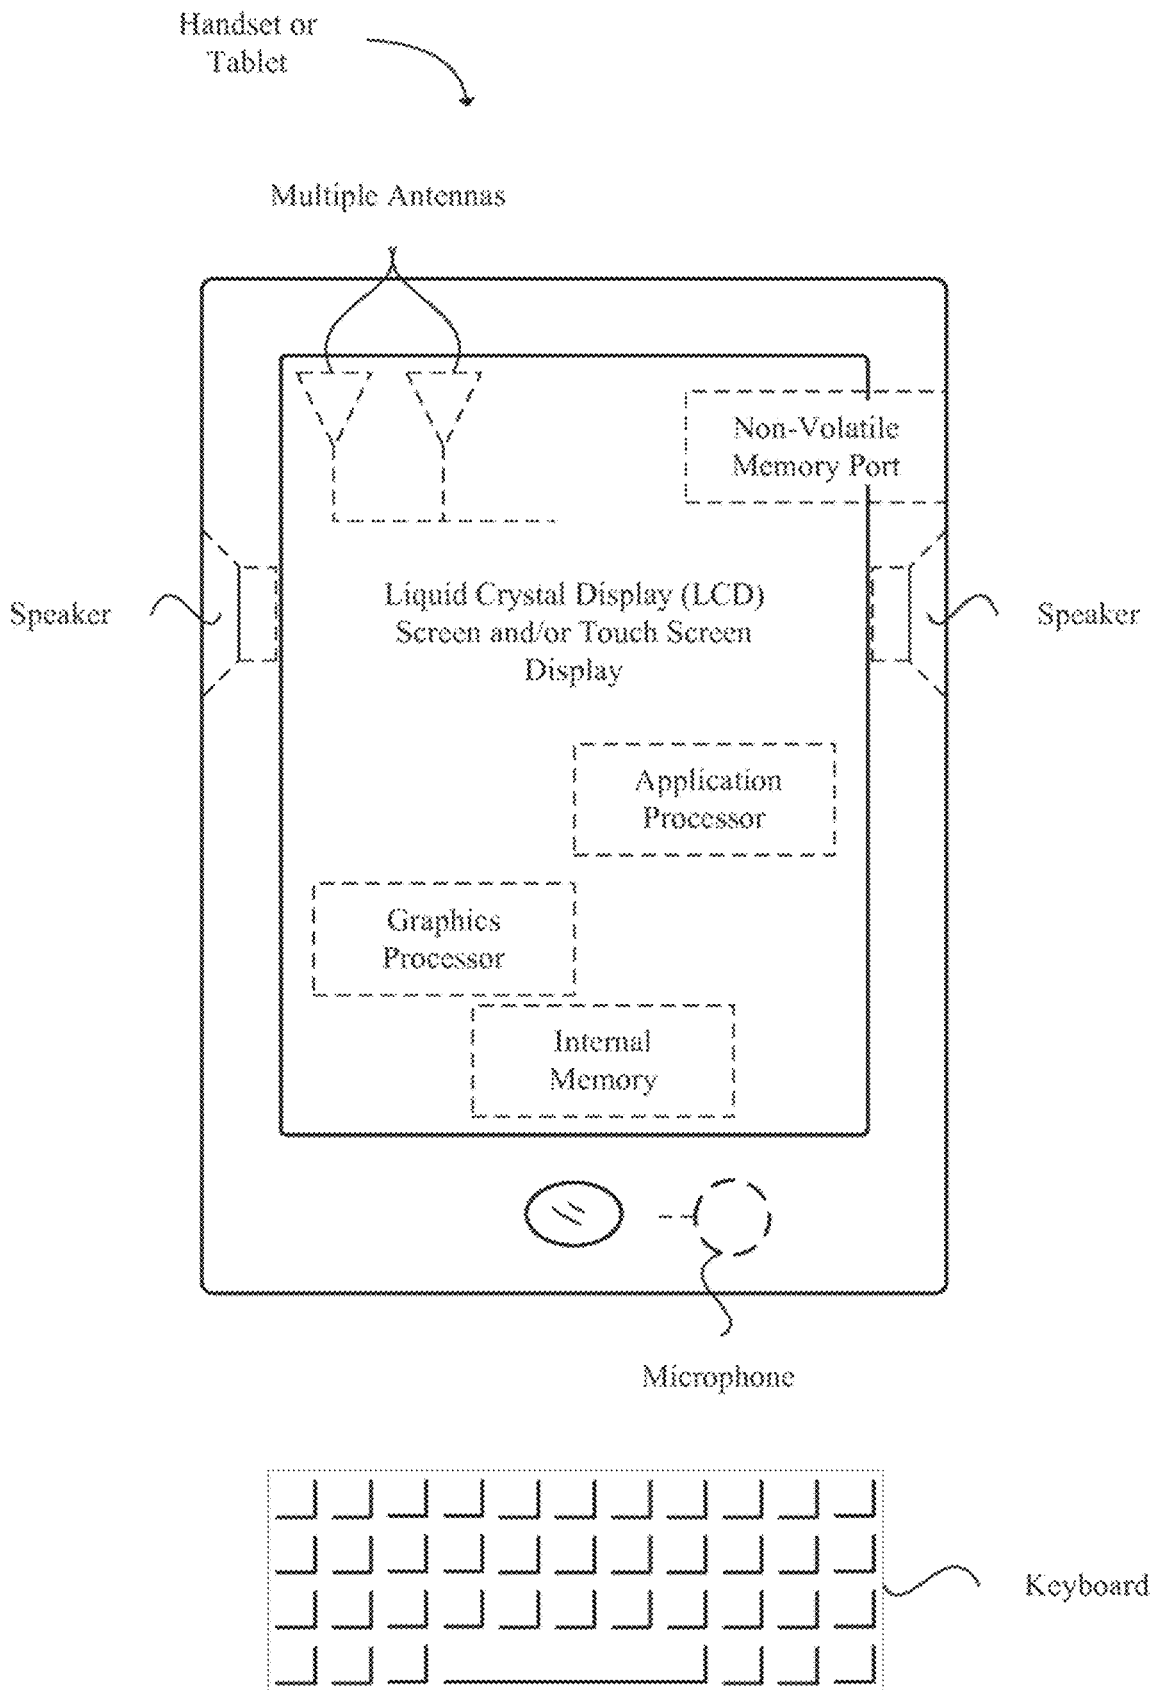 Handset or
Tablet
Multiple Antennas
Non-Volatile
Memory Port
Speaker
Liquid Crystal Display (LCD)
Screen and/or Touch Screen
Display
Speaker
Application
Processor
Graphics
Processor
Internal
Memory
Microphone
Keyboard